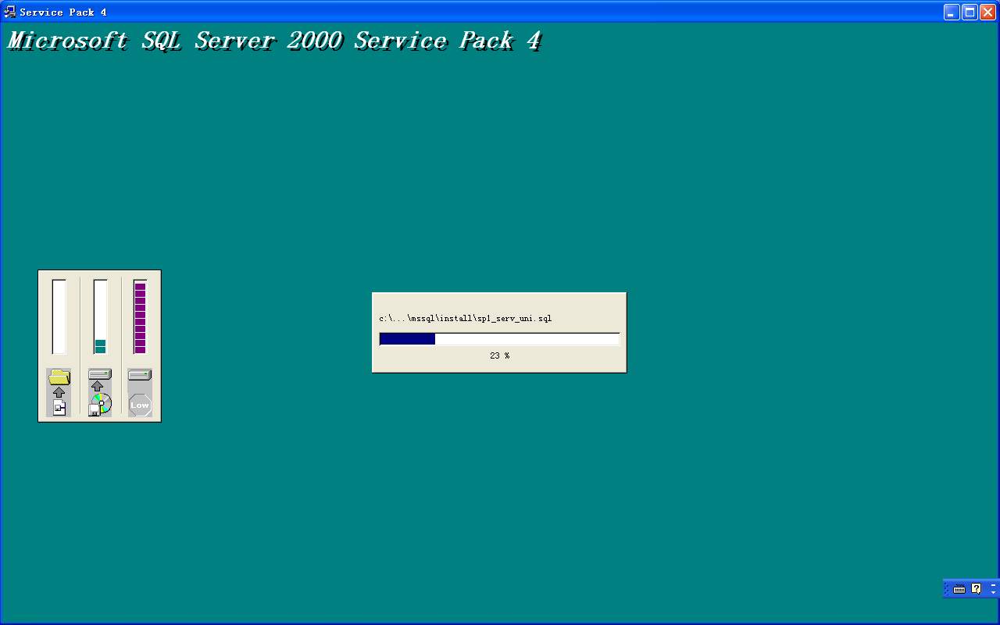 Service Pack 4
Microsoft SQL Server 2000 Service Pack 4
c:\...\mssql\install\sp1_serv_uni.sql
23 %
Low